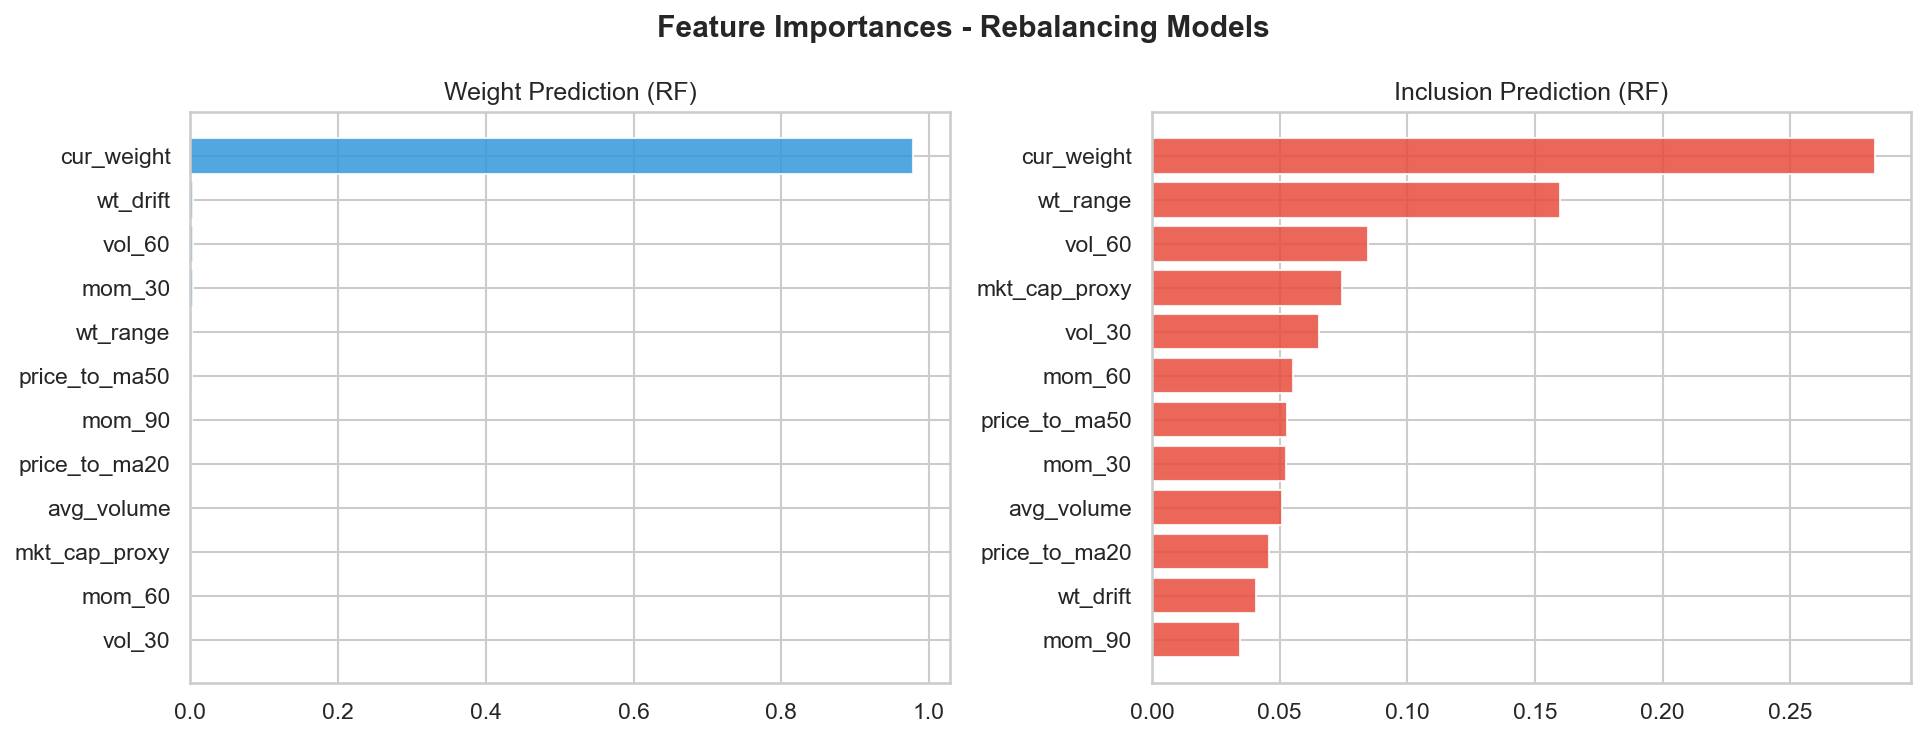 Feature Importances - Rebalancing Models
Weight Prediction (RF)
cur_weight
wt_drift
vol_60
mom_30
wt_range
price_to_ma50
mom_90
price_to_ma20
avg_volume
mkt_cap_proxy
mom_60
vol_30
0.0 0.2 0.4 0.6 0.8 1.0
Inclusion Prediction (RF)
cur_weight
wt_range
vol_60
mkt_cap_proxy
vol_30
mom_60
price_to_ma50
mom_30
avg_volume
price_to_ma20
wt_drift
mom_90
0.00 0.05 0.10 0.15 0.20 0.25